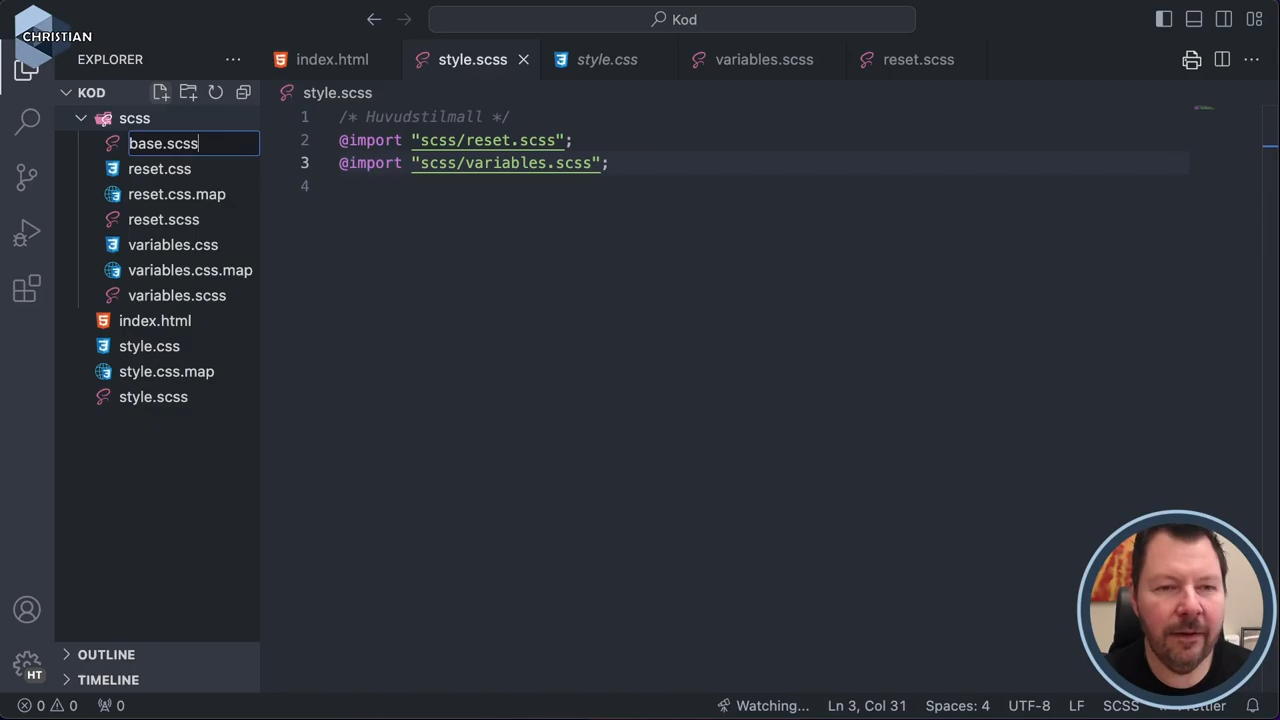 CHRISTIAN
Kod
EXPLORER
index.html
style.scss
style.css
variables.scss
reset.scss
KOD
style.scss
scss
base.scss
reset.css
reset.css.map
reset.scss
variables.css
variables.css.map
variables.scss
index.html
style.css
style.css.map
style.scss
1 /* Huvudstilmall */
2 @import "scss/reset.scss";
3 @import "scss/variables.scss";
4
OUTLINE
TIMELINE
HT
0 0 0
Watching...
Ln 3, Col 31
Spaces: 4
UTF-8
LF
SCSS
Prettier